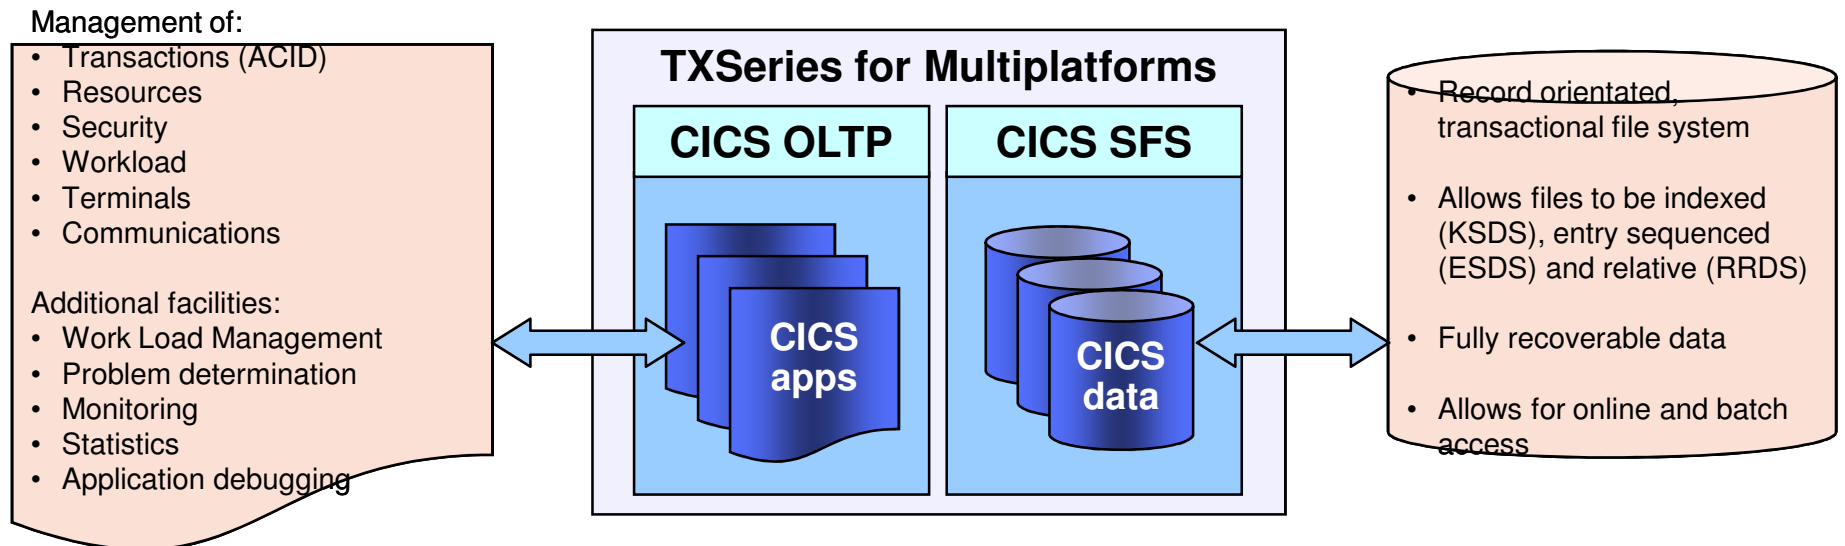 Management of:
• Transactions (ACID)
• Resources
• Security
• Workload
• Terminals
• Communications
Additional facilities:
• Work Load Management
• Problem determination
• Monitoring
• Statistics
• Application debugging
TXSeries for Multiplatforms
CICS OLTP
CICS apps
CICS SFS
CICS data
• Record orientated,
transactional file system
• Allows files to be indexed
(KSDS), entry sequenced
(ESDS) and relative (RRDS)
• Fully recoverable data
• Allows for online and batch
access